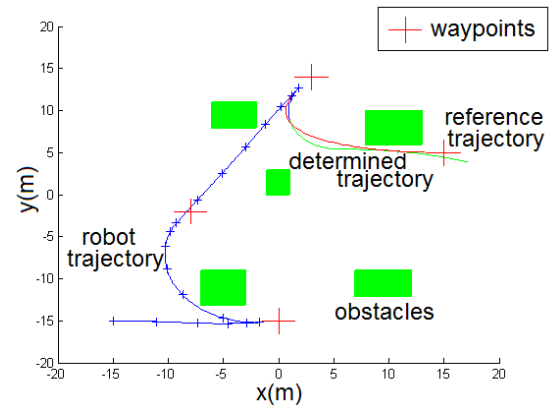 waypoints
reference
trajectory
determined
trajectory
robot
trajectory
obstacles
20
15
10
5
0
-5
-10
-15
-20
-20
-15
-10
-5
0
5
10
15
20
y(m)
x(m)